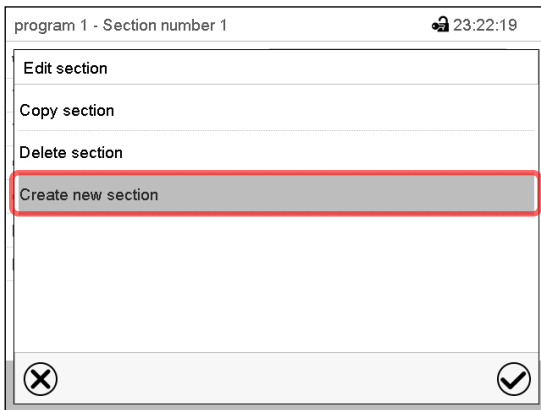 program 1 - Section number 1 23:22:19
Edit section
Copy section
Delete section
Create new section